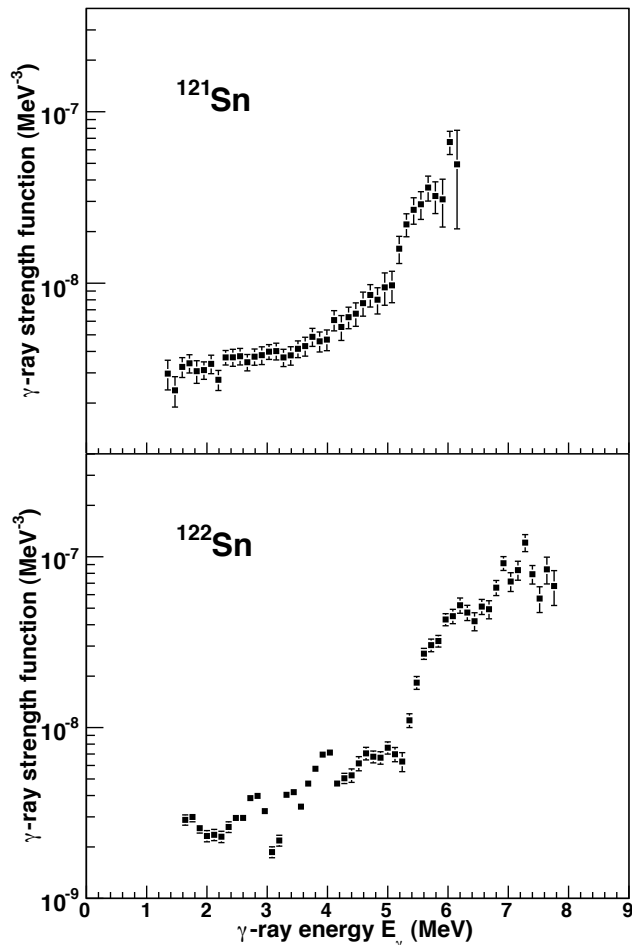 γ-ray strength function (MeV⁻³)
10⁻⁷
10⁻⁸
¹²¹Sn
γ-ray strength function (MeV⁻³)
10⁻⁷
10⁻⁸
10⁻⁹
¹²²Sn
0 1 2 3 4 5 6 7 8 9
γ-ray energy Eᵧ (MeV)